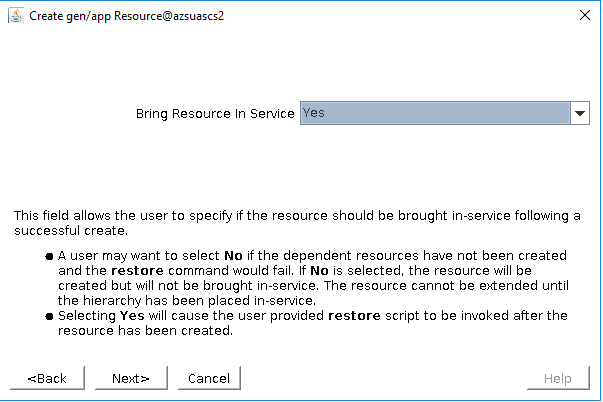 Create gen/app Resource@azsuascs2
Bring Resource In Service Yes
This field allows the user to specify if the resource should be brought in-service following a
successful create.
● A user may want to select No if the dependent resources have not been created
and the restore command would fail. If No is selected, the resource will be
created but will not be brought in-service. The resource cannot be extended until
the hierarchy has been placed in-service.
● Selecting Yes will cause the user provided restore script to be invoked after the
resource has been created.
<Back Next> Cancel Help